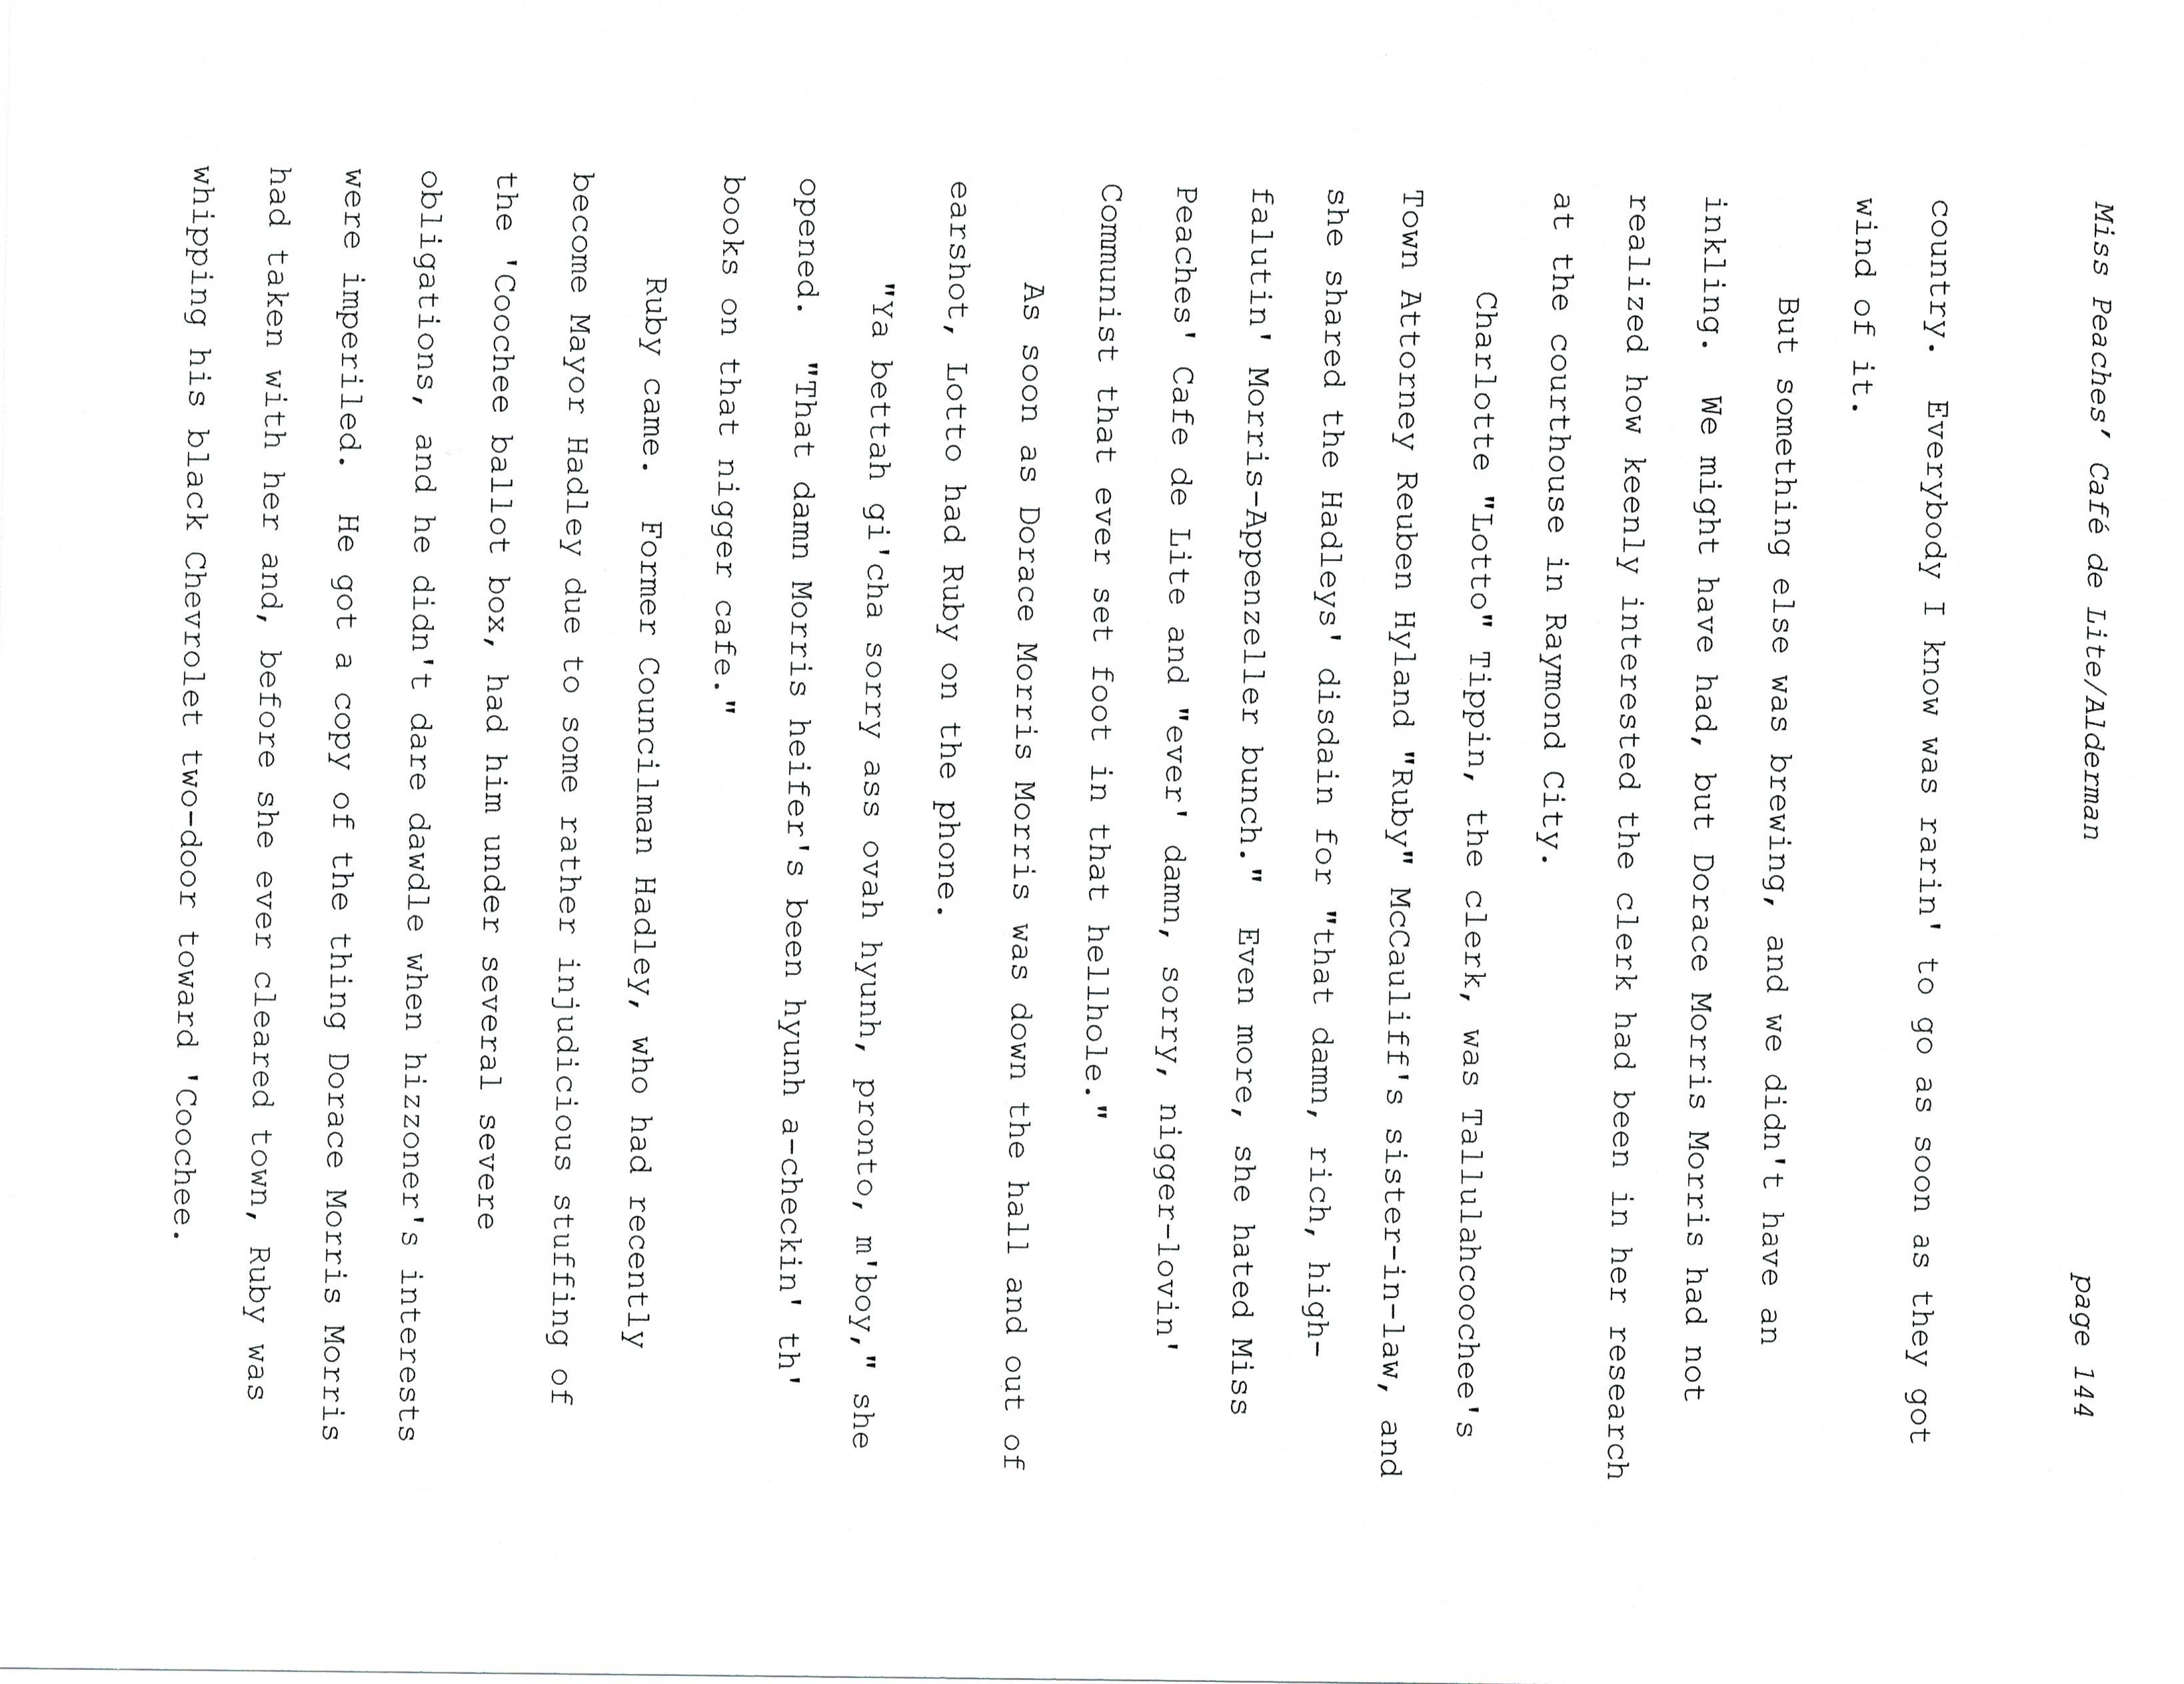 Miss Peaches' Café de Lite/Alderman page 144
country.  Everybody I know was rarin' to go as soon as they got
wind of it.
But something else was brewing, and we didn't have an
inkling.  We might have had, but Dorace Morris Morris had not
realized how keenly interested the clerk had been in her research
at the courthouse in Raymond City.
Charlotte "Lotto" Tippin, the clerk, was Tallulahcoochee's
Town Attorney Reuben Hyland "Ruby" McCauliff's sister-in-law, and
she shared the Hadleys' disdain for "that damn, rich, high-
falutin' Morris-Appenzeller bunch."  Even more, she hated Miss
Peaches' Cafe de Lite and "ever' damn, sorry, nigger-lovin'
Communist that ever set foot in that hellhole."
As soon as Dorace Morris Morris was down the hall and out of
earshot, Lotto had Ruby on the phone.
"Ya bettah gi'cha sorry ass ovah hyunh, pronto, m'boy," she
opened.  "That damn Morris heifer's been hyunh a-checkin' th'
books on that nigger cafe."
Ruby came.  Former Councilman Hadley, who had recently
become Mayor Hadley due to some rather injudicious stuffing of
the 'Coochee ballot box, had him under several severe
obligations, and he didn't dare dawdle when hizzoner's interests
were imperiled.  He got a copy of the thing Dorace Morris Morris
had taken with her and, before she ever cleared town, Ruby was
whipping his black Chevrolet two-door toward 'Coochee.